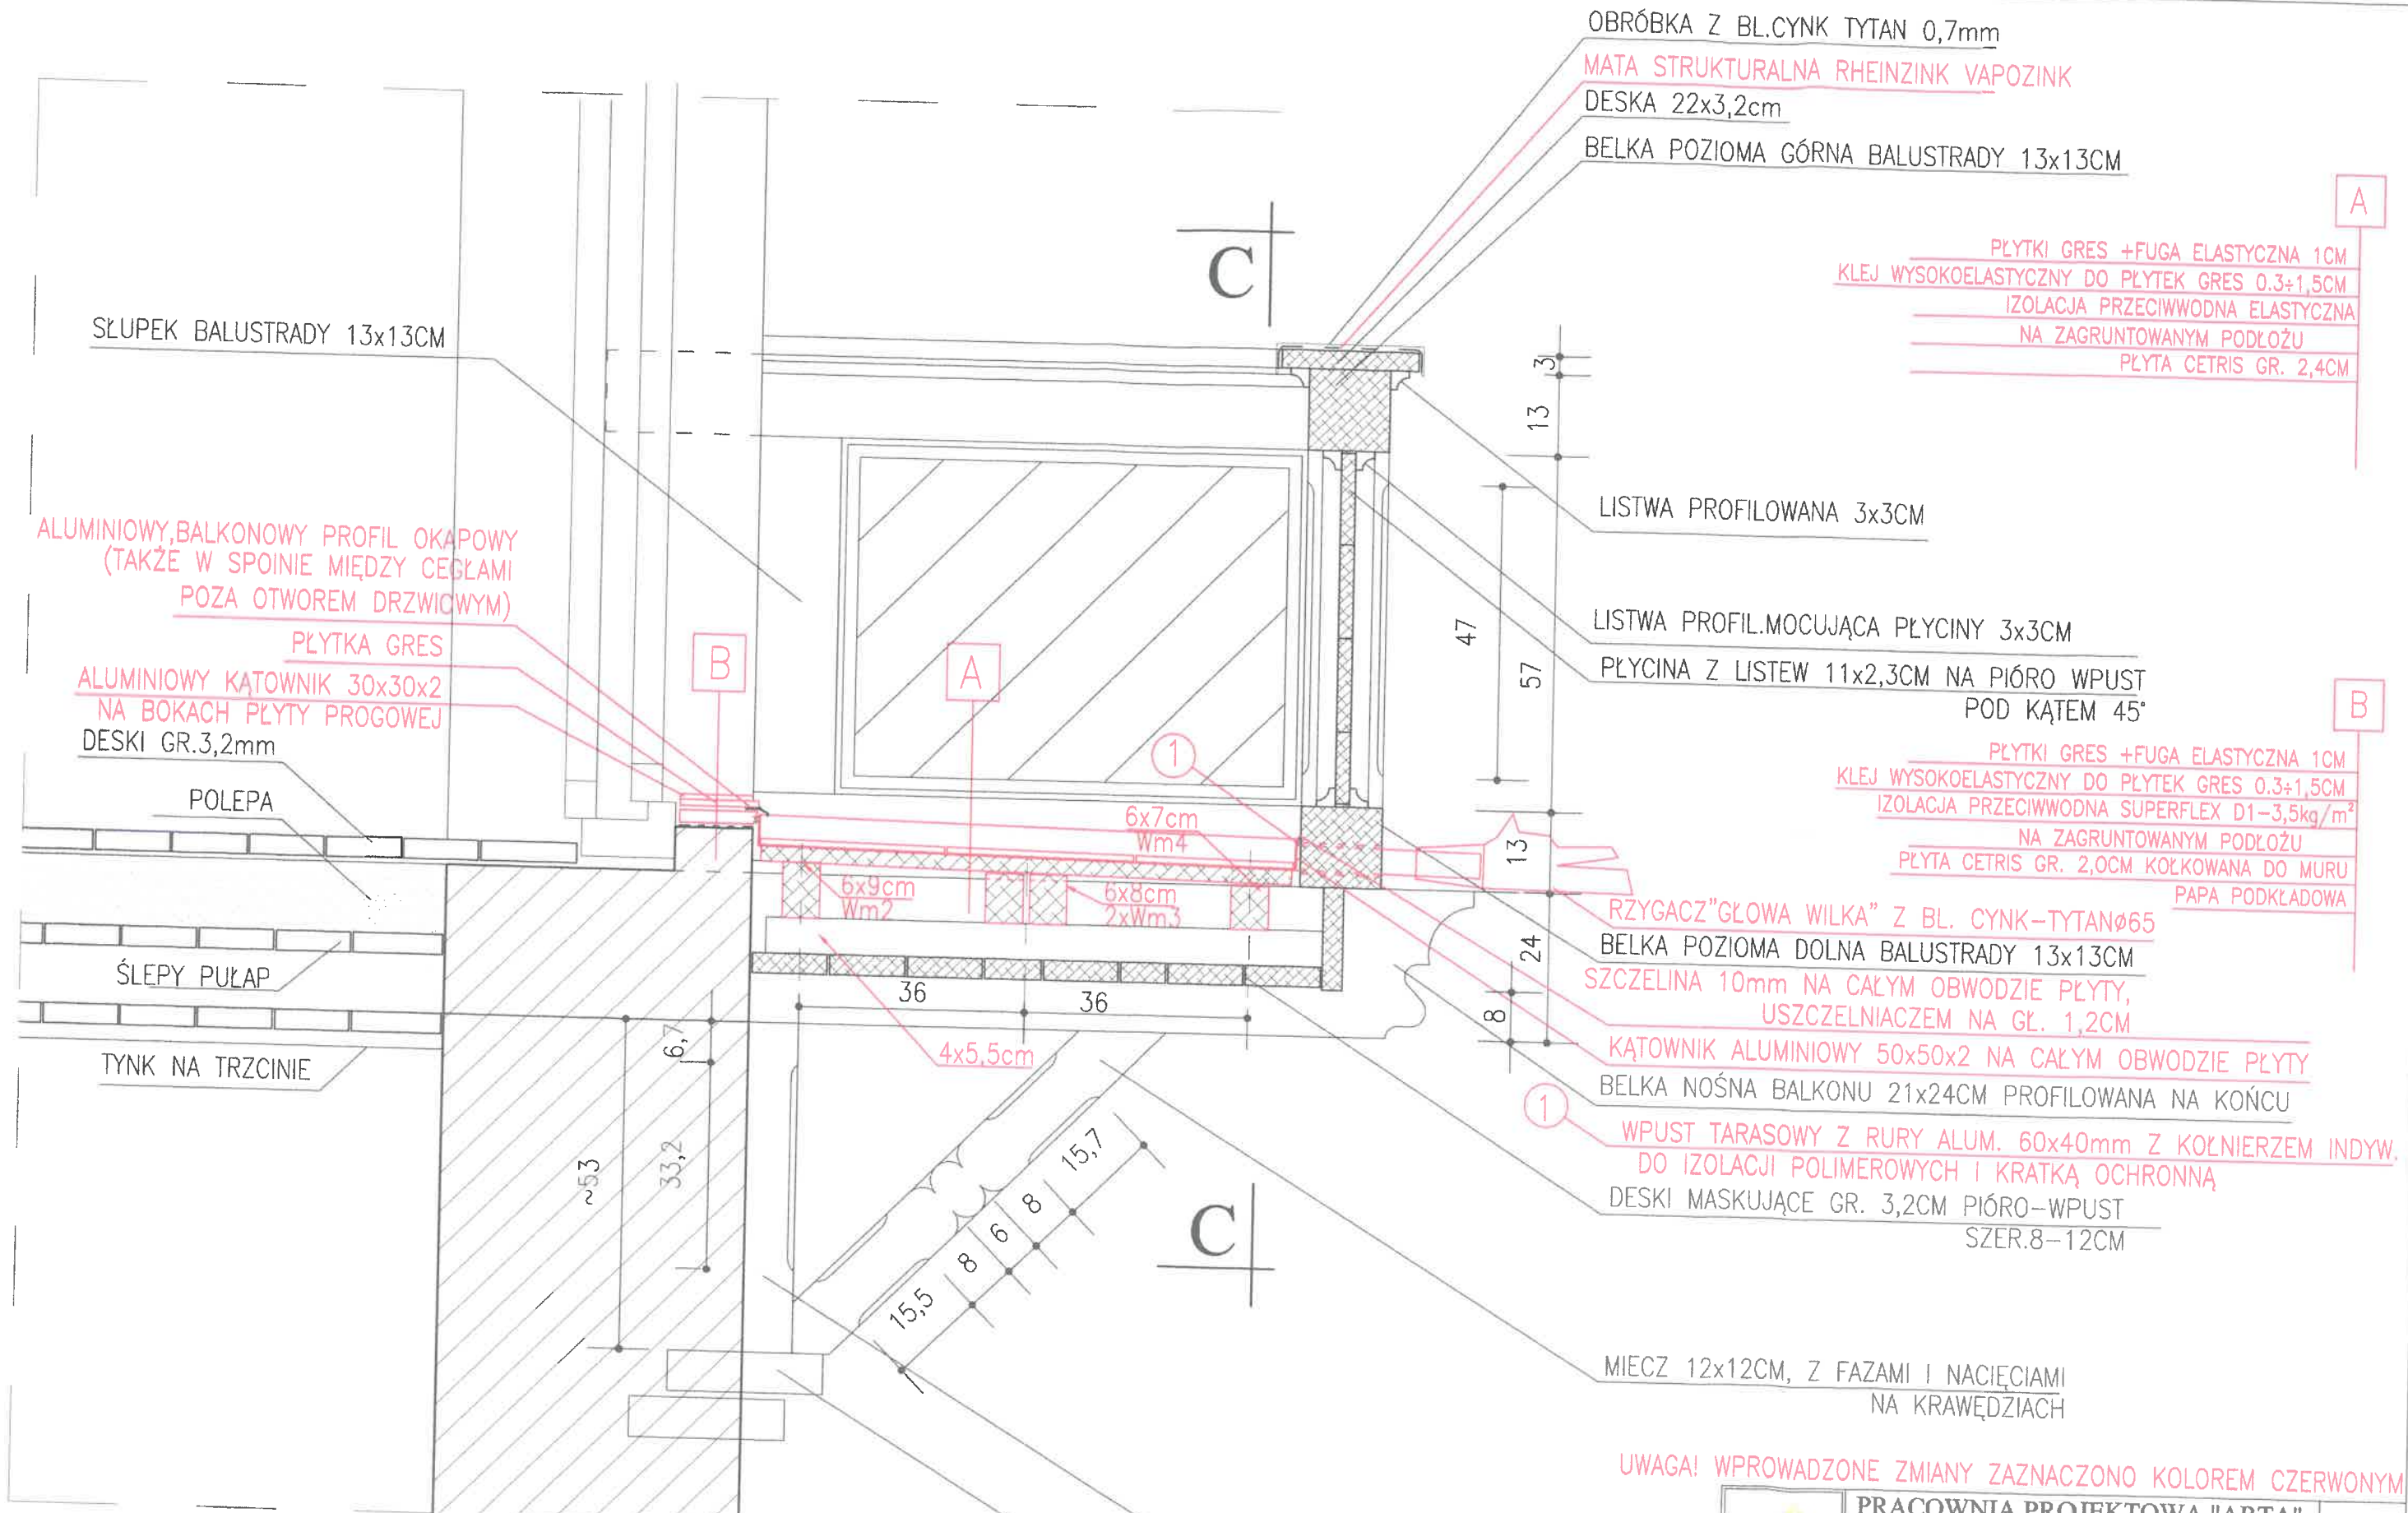 OBRÓBKA Z BL.CYNK TYTAN 0,7mm
MATA STRUKTURALNA RHEINZINK VAPOZINK
DESKA 22x3,2cm
BELKA POZIOMA GÓRNA BALUSTRADY 13x13CM
A
PŁYTKI GRES +FUGA ELASTYCZNA 1CM
KLEJ WYSOKOELASTYCZNY DO PŁYTEK GRES 0.3÷1,5CM
IZOLACJA PRZECIWWODNA ELASTYCZNA
NA ZAGRUNTOWANYM PODŁOŻU
PŁYTA CETRIS GR. 2,4CM
C
SŁUPEK BALUSTRADY 13x13CM
3
13
LISTWA PROFILOWANA 3x3CM
ALUMINIOWY,BALKONOWY PROFIL OKAPOWY
(TAKŻE W SPOINIE MIĘDZY CEGŁAMI
POZA OTWOREM DRZWIOWYM)
PŁYTKA GRES
ALUMINIOWY KĄTOWNIK 30x30x2
NA BOKACH PŁYTY PROGOWEJ
DESKI GR.3,2mm
POLEPA
ŚLEPY PUŁAP
TYNK NA TRZCINIE
B
A
1
47
57
LISTWA PROFIL.MOCUJĄCA PŁYCINY 3x3CM
PŁYCINA Z LISTEW 11x2,3CM NA PIÓRO WPUST
POD KĄTEM 45°
B
PŁYTKI GRES +FUGA ELASTYCZNA 1CM
KLEJ WYSOKOELASTYCZNY DO PŁYTEK GRES 0.3÷1,5CM
IZOLACJA PRZECIWWODNA SUPERFLEX D1-3,5kg/m²
NA ZAGRUNTOWANYM PODŁOŻU
PŁYTA CETRIS GR. 2,0CM KOŁKOWANA DO MURU
PAPA PODKŁADOWA
6x7cm
Wm4
6x9cm
Wm2
6x8cm
2xWm3
13
24
8
RZYGACZ"GŁOWA WILKA" Z BL. CYNK-TYTANø65
BELKA POZIOMA DOLNA BALUSTRADY 13x13CM
SZCZELINA 10mm NA CAŁYM OBWODZIE PŁYTY,
USZCZELNIACZEM NA GŁ. 1,2CM
KĄTOWNIK ALUMINIOWY 50x50x2 NA CAŁYM OBWODZIE PŁYTY
BELKA NOŚNA BALKONU 21x24CM PROFILOWANA NA KOŃCU
1
WPUST TARASOWY Z RURY ALUM. 60x40mm Z KOŁNIERZEM INDYW.
DO IZOLACJI POLIMEROWYCH I KRATKĄ OCHRONNĄ
DESKI MASKUJĄCE GR. 3,2CM PIÓRO-WPUST
SZER.8-12CM
36
36
6,7
4x5,5cm
~53
33,2
15,7
8
6
8
15,5
C
MIECZ 12x12CM, Z FAZAMI I NACIĘCIAMI
NA KRAWĘDZIACH
UWAGA! WPROWADZONE ZMIANY ZAZNACZONO KOLOREM CZERWONYM
PRACOWNIA PROJEKTOWA "ARTA"